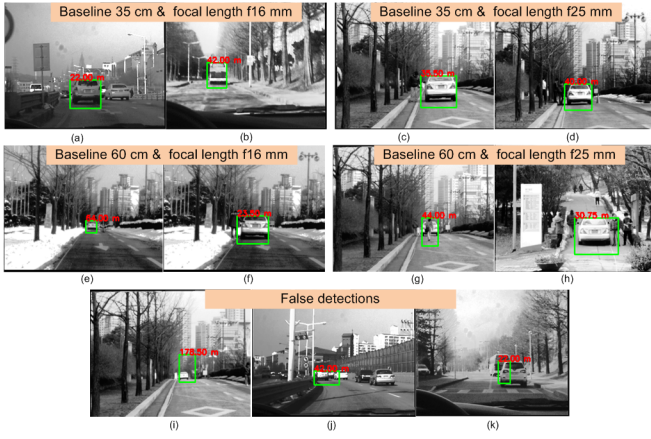 Baseline 35 cm & focal length f16 mm
Baseline 35 cm & focal length f25 mm
42.00 m
(a)
(b)
(c)
(d)
Baseline 60 cm & focal length f16 mm
Baseline 60 cm & focal length f25 mm
44.00 m
30.75 m
(e)
(f)
(g)
(h)
False detections
178.50 m
(i)
(j)
(k)